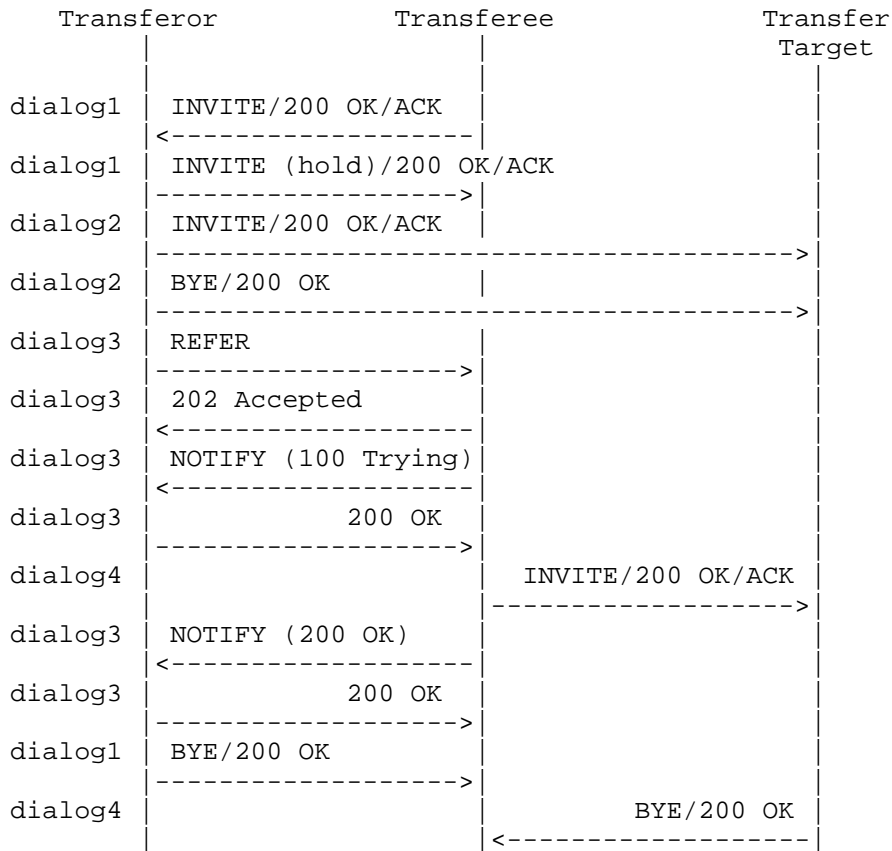 Transferor Transferee Transfer
Target
dialog1 INVITE/200 OK/ACK
dialog1 INVITE (hold)/200 OK/ACK
dialog2 INVITE/200 OK/ACK
dialog2 BYE/200 OK
dialog3 REFER
dialog3 202 Accepted
dialog3 NOTIFY (100 Trying)
dialog3 200 OK
dialog4 INVITE/200 OK/ACK
dialog3 NOTIFY (200 OK)
dialog3 200 OK
dialog1 BYE/200 OK
dialog4 BYE/200 OK